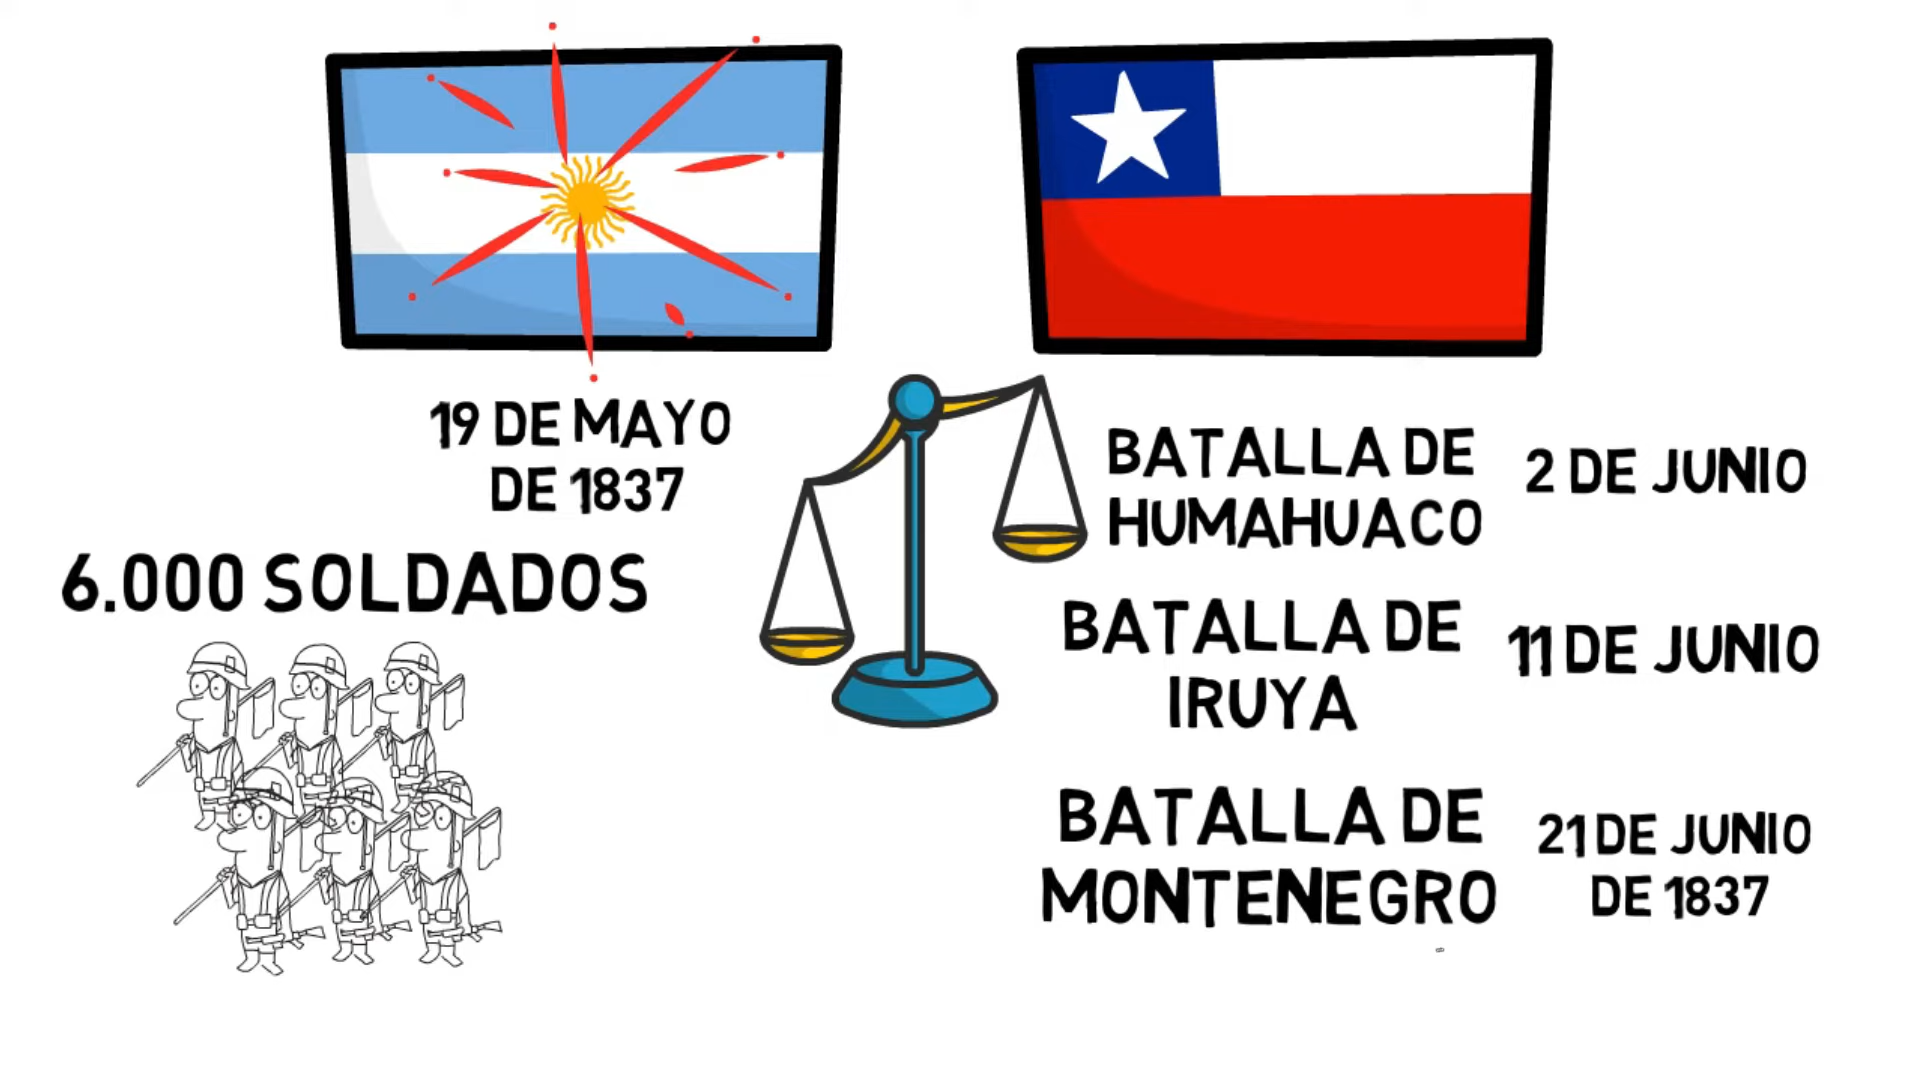 19 DE MAYO
DE 1837
6.000 SOLDADOS
BATALLA DE
HUMAHUACO
2 DE JUNIO
BATALLA DE
IRUYA
11 DE JUNIO
BATALLA DE
MONTENEGRO
21 DE JUNIO
DE 1837